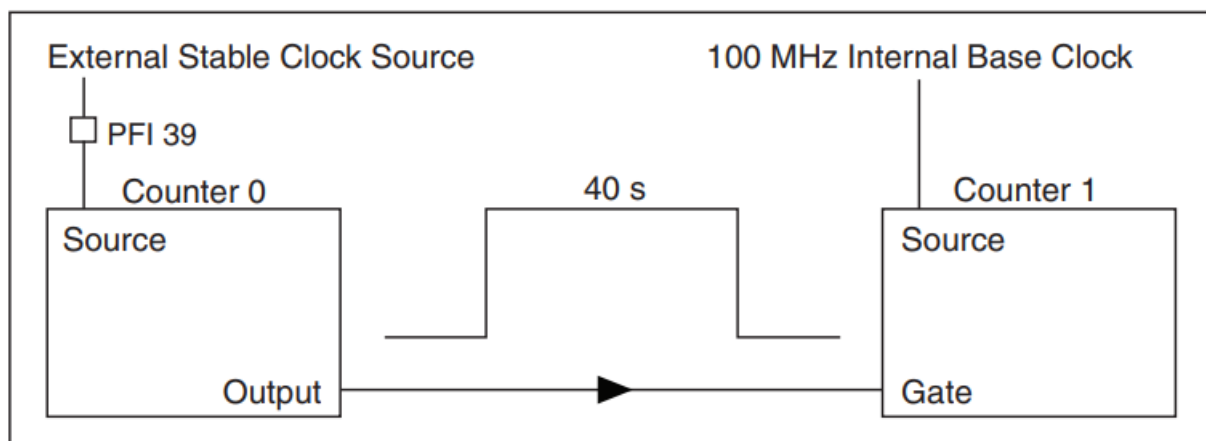 External Stable Clock Source
100 MHz Internal Base Clock
PFI 39
Counter 0
40 s
Counter 1
Source
Source
Output
Gate